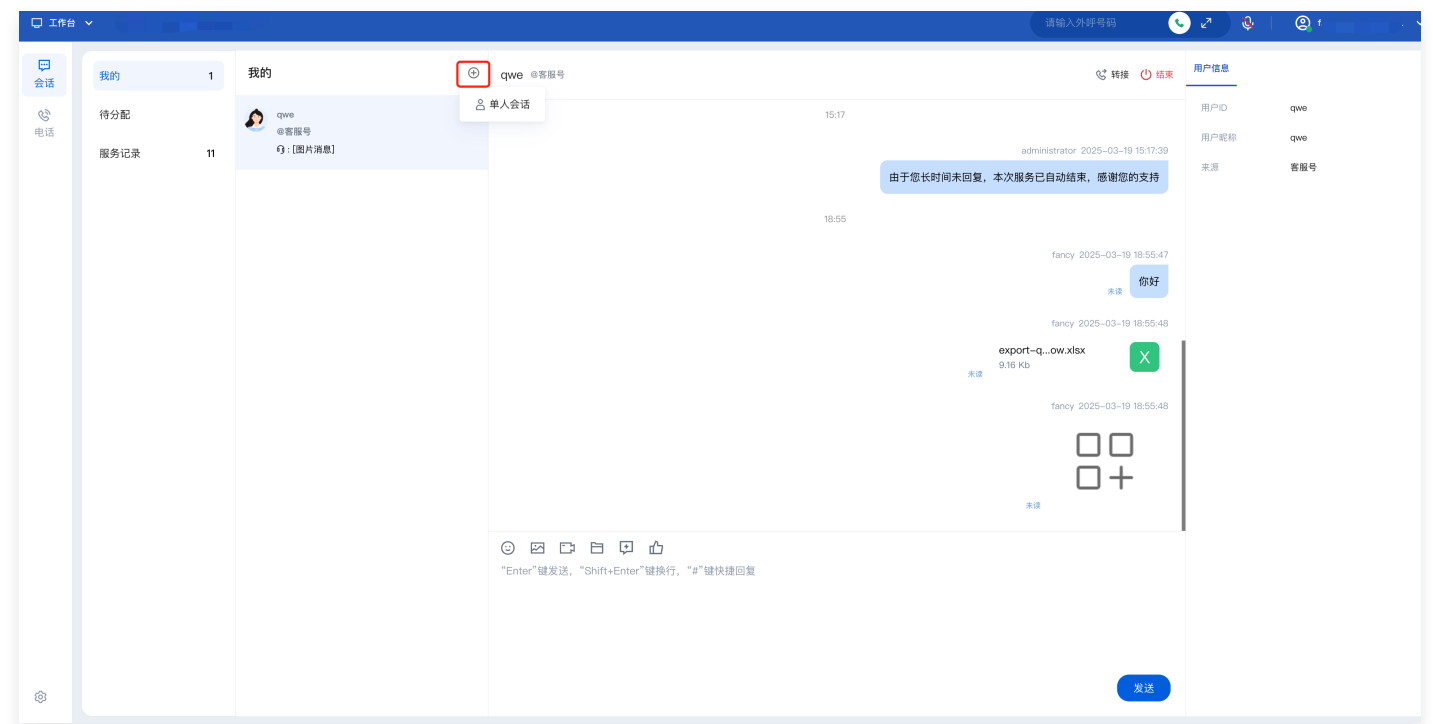 工作台
请输入外呼号码
f
会话
电话
我的 1
待分配
服务记录 11
我的
单人会话
qwe
@客服号
:[图片消息]
qwe @客服号
转接 结束
15:17
administrator 2025-03-19 15:17:39
由于您长时间未回复，本次服务已自动结束，感谢您的支持
18:55
fancy 2025-03-19 18:55:47
你好
未读
fancy 2025-03-19 18:55:48
export-q...ow.xlsx
9.16 Kb
X
未读
fancy 2025-03-19 18:55:48
未读
“Enter”键发送，“Shift+Enter”键换行，“#”键快捷回复
发送
用户信息
用户ID qwe
用户昵称 qwe
来源 客服号